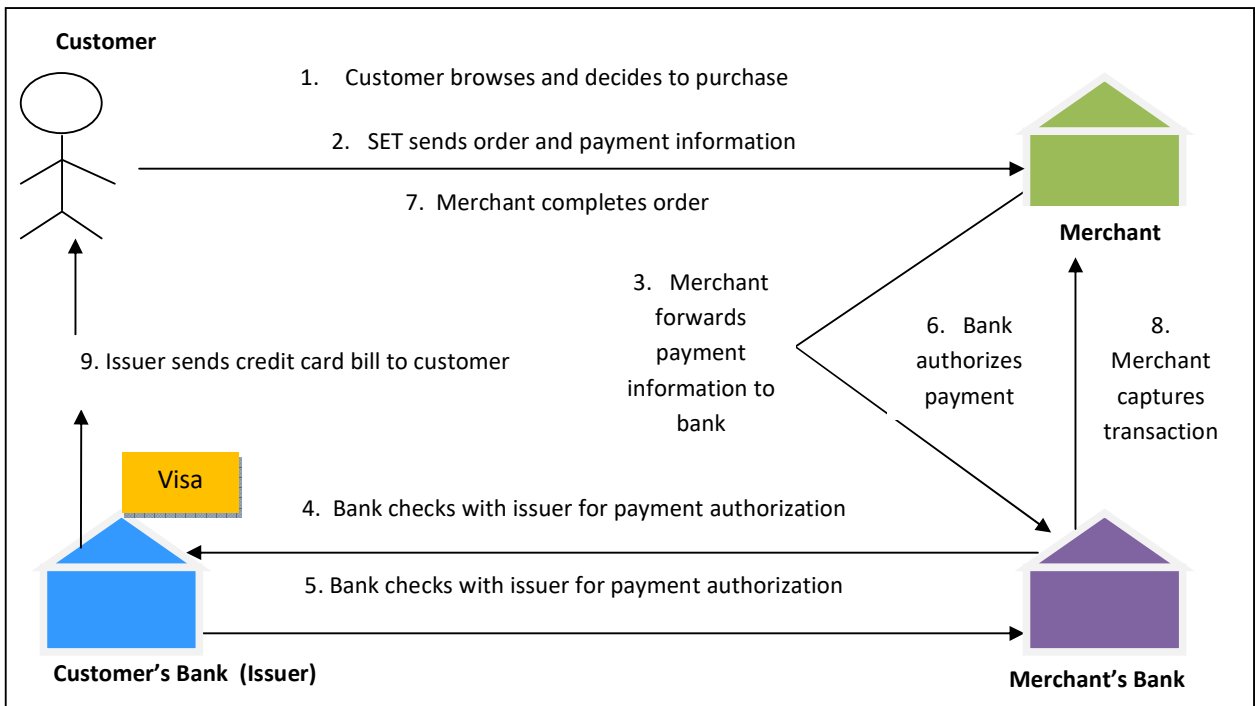 Customer
1. Customer browses and decides to purchase
2. SET sends order and payment information
7. Merchant completes order
Merchant
3. Merchant
forwards
payment
information to
bank
6. Bank
authorizes
payment
8.
Merchant
captures
transaction
9. Issuer sends credit card bill to customer
Visa
4. Bank checks with issuer for payment authorization
5. Bank checks with issuer for payment authorization
Customer’s Bank (Issuer)
Merchant’s Bank